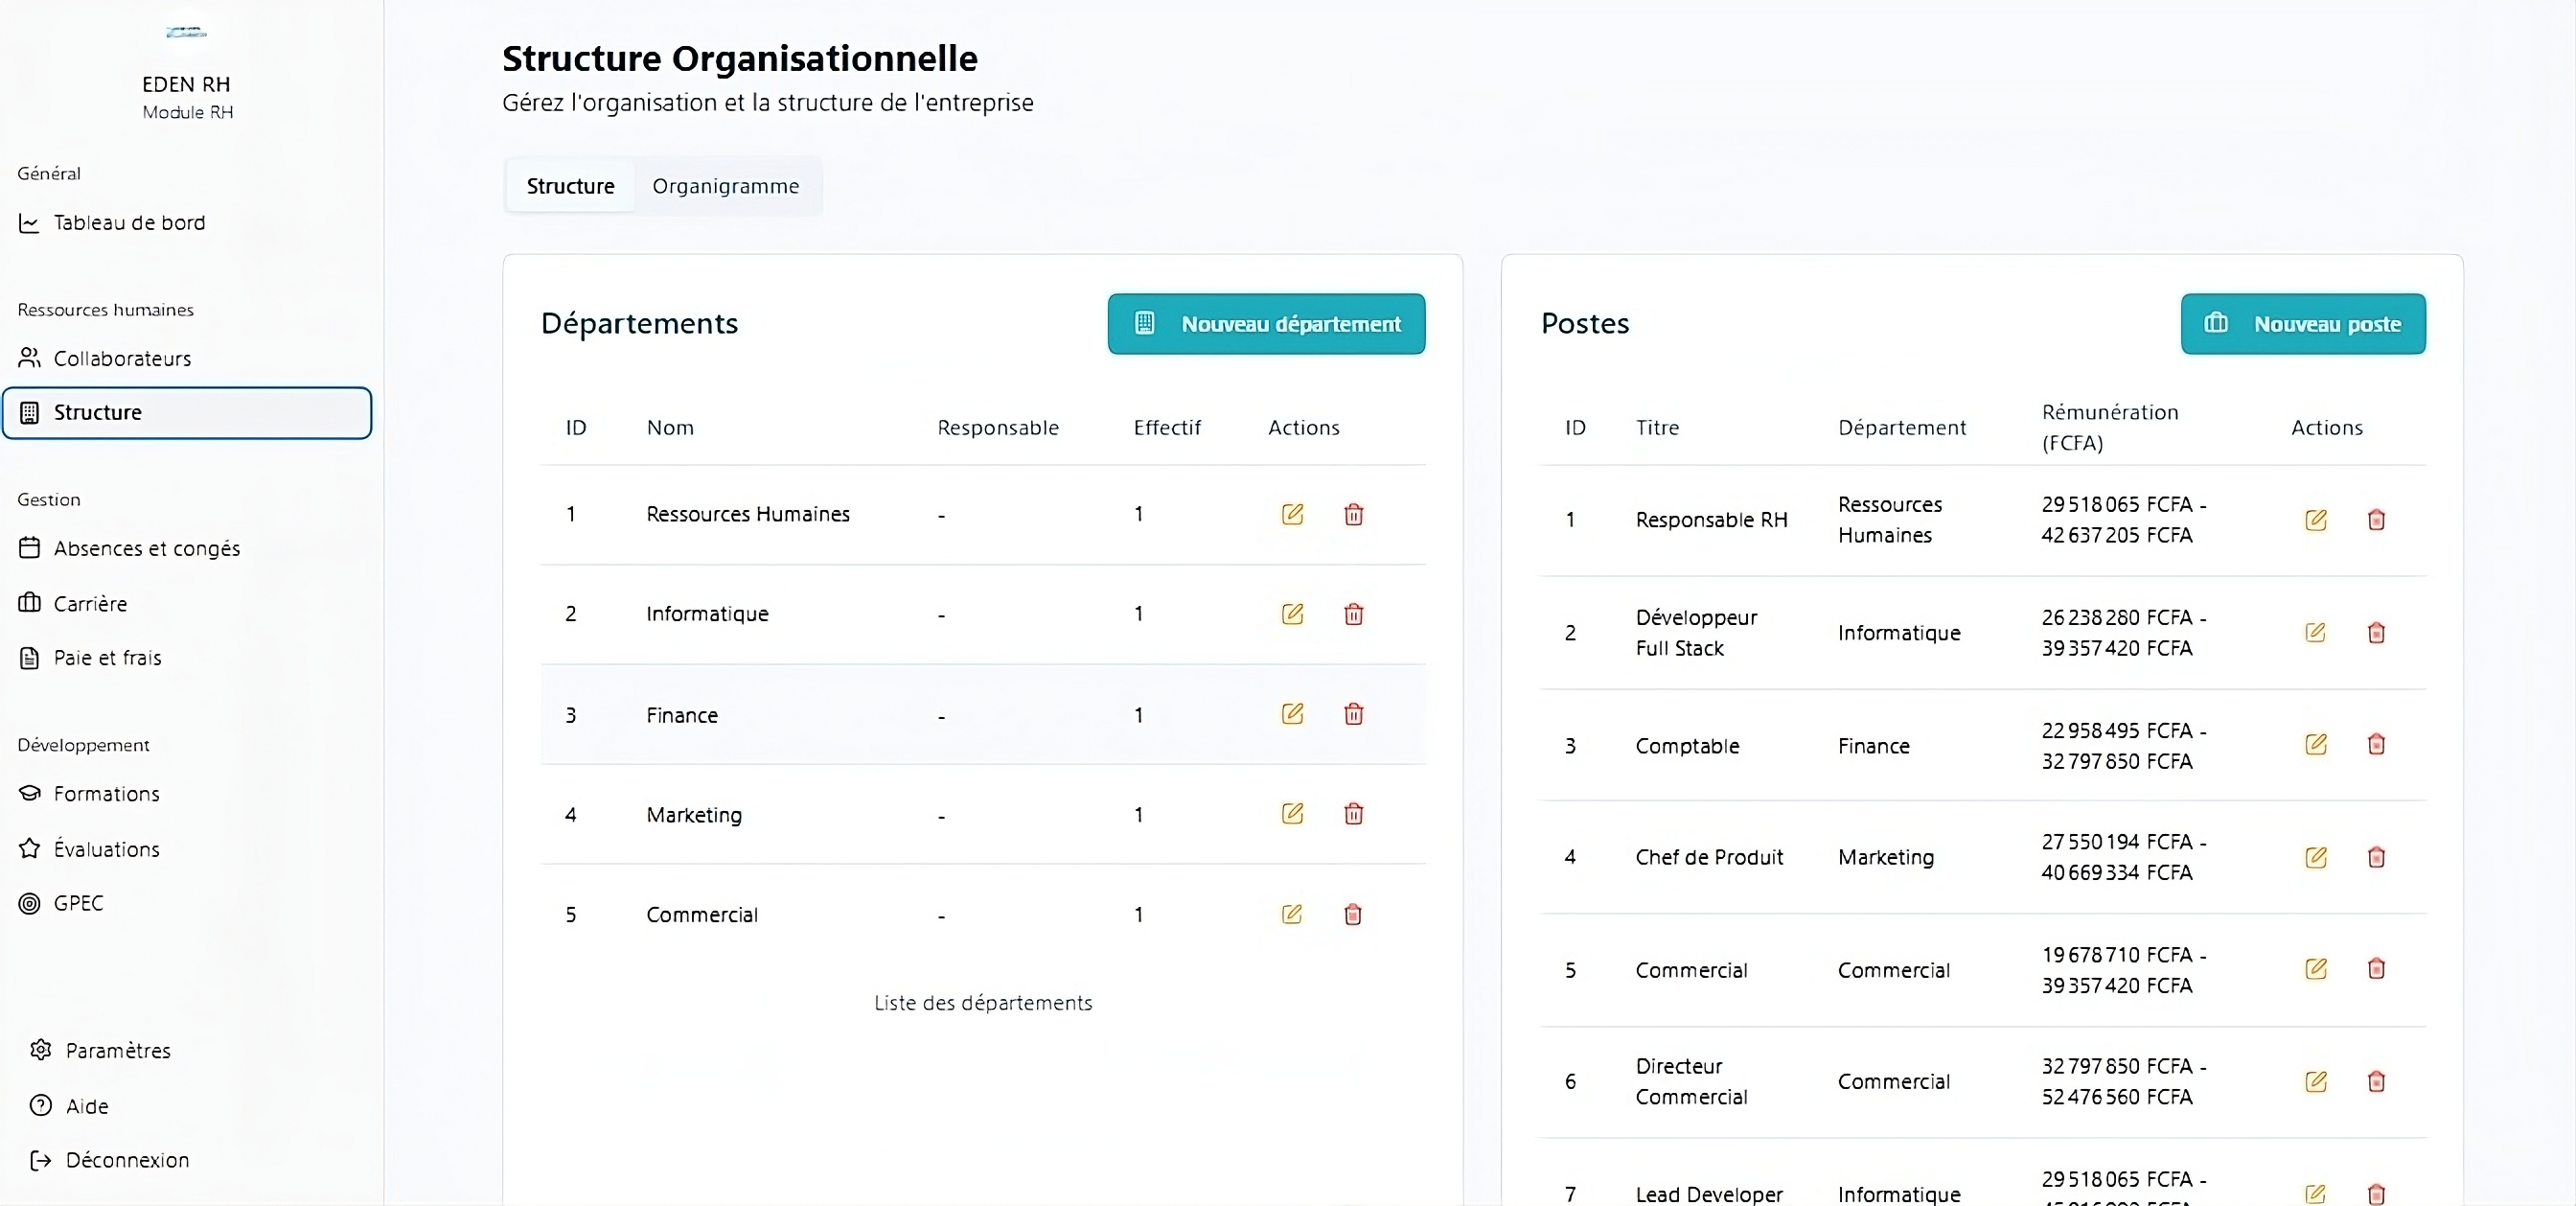 EDEN RH
Module RH
Général
Tableau de bord
Ressources humaines
Collaborateurs
Structure
Gestion
Absences et congés
Carrière
Paie et frais
Développement
Formations
Évaluations
GPEC
Paramètres
Aide
Déconnexion
Structure Organisationnelle
Gérez l'organisation et la structure de l'entreprise
Structure Organigramme
Départements Nouveau département
ID Nom Responsable Effectif Actions
1 Ressources Humaines - 1
2 Informatique - 1
3 Finance - 1
4 Marketing - 1
5 Commercial - 1
Liste des départements
Postes Nouveau poste
ID Titre Département Rémunération (FCFA) Actions
1 Responsable RH Ressources Humaines 29 518 065 FCFA - 42 637 205 FCFA
2 Développeur Full Stack Informatique 26 238 280 FCFA - 39 357 420 FCFA
3 Comptable Finance 22 958 495 FCFA - 32 797 850 FCFA
4 Chef de Produit Marketing 27 550 194 FCFA - 40 669 334 FCFA
5 Commercial Commercial 19 678 710 FCFA - 39 357 420 FCFA
6 Directeur Commercial Commercial 32 797 850 FCFA - 52 476 560 FCFA
7 Lead Developer Informatique 29 518 065 FCFA -